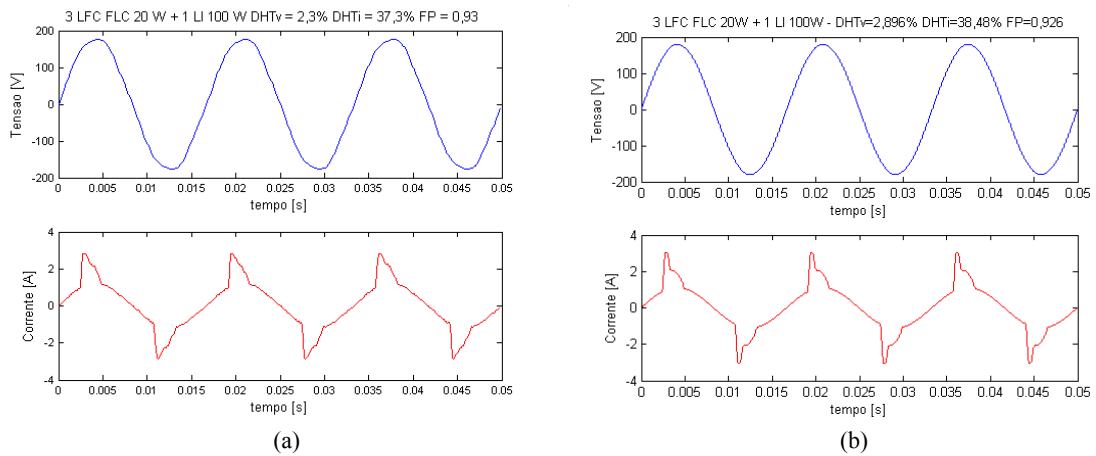 3 LFC FLC 20 W + 1 LI 100 W DHTv = 2,3% DHTi = 37,3% FP = 0,93
200
100
0
-100
-200
Tensao [V]
0 0.005 0.01 0.015 0.02 0.025 0.03 0.035 0.04 0.045 0.05
tempo [s]
4
2
0
-2
-4
Corrente [A]
0 0.005 0.01 0.015 0.02 0.025 0.03 0.035 0.04 0.045 0.05
tempo [s]
(a)
3 LFC FLC 20W + 1 LI 100W - DHTv=2,896% DHTi=38,48% FP=0,926
200
100
0
-100
-200
Tensao [V]
0 0.005 0.01 0.015 0.02 0.025 0.03 0.035 0.04 0.045 0.05
tempo [s]
4
2
0
-2
-4
Corrente [A]
0 0.005 0.01 0.015 0.02 0.025 0.03 0.035 0.04 0.045 0.05
tempo [s]
(b)